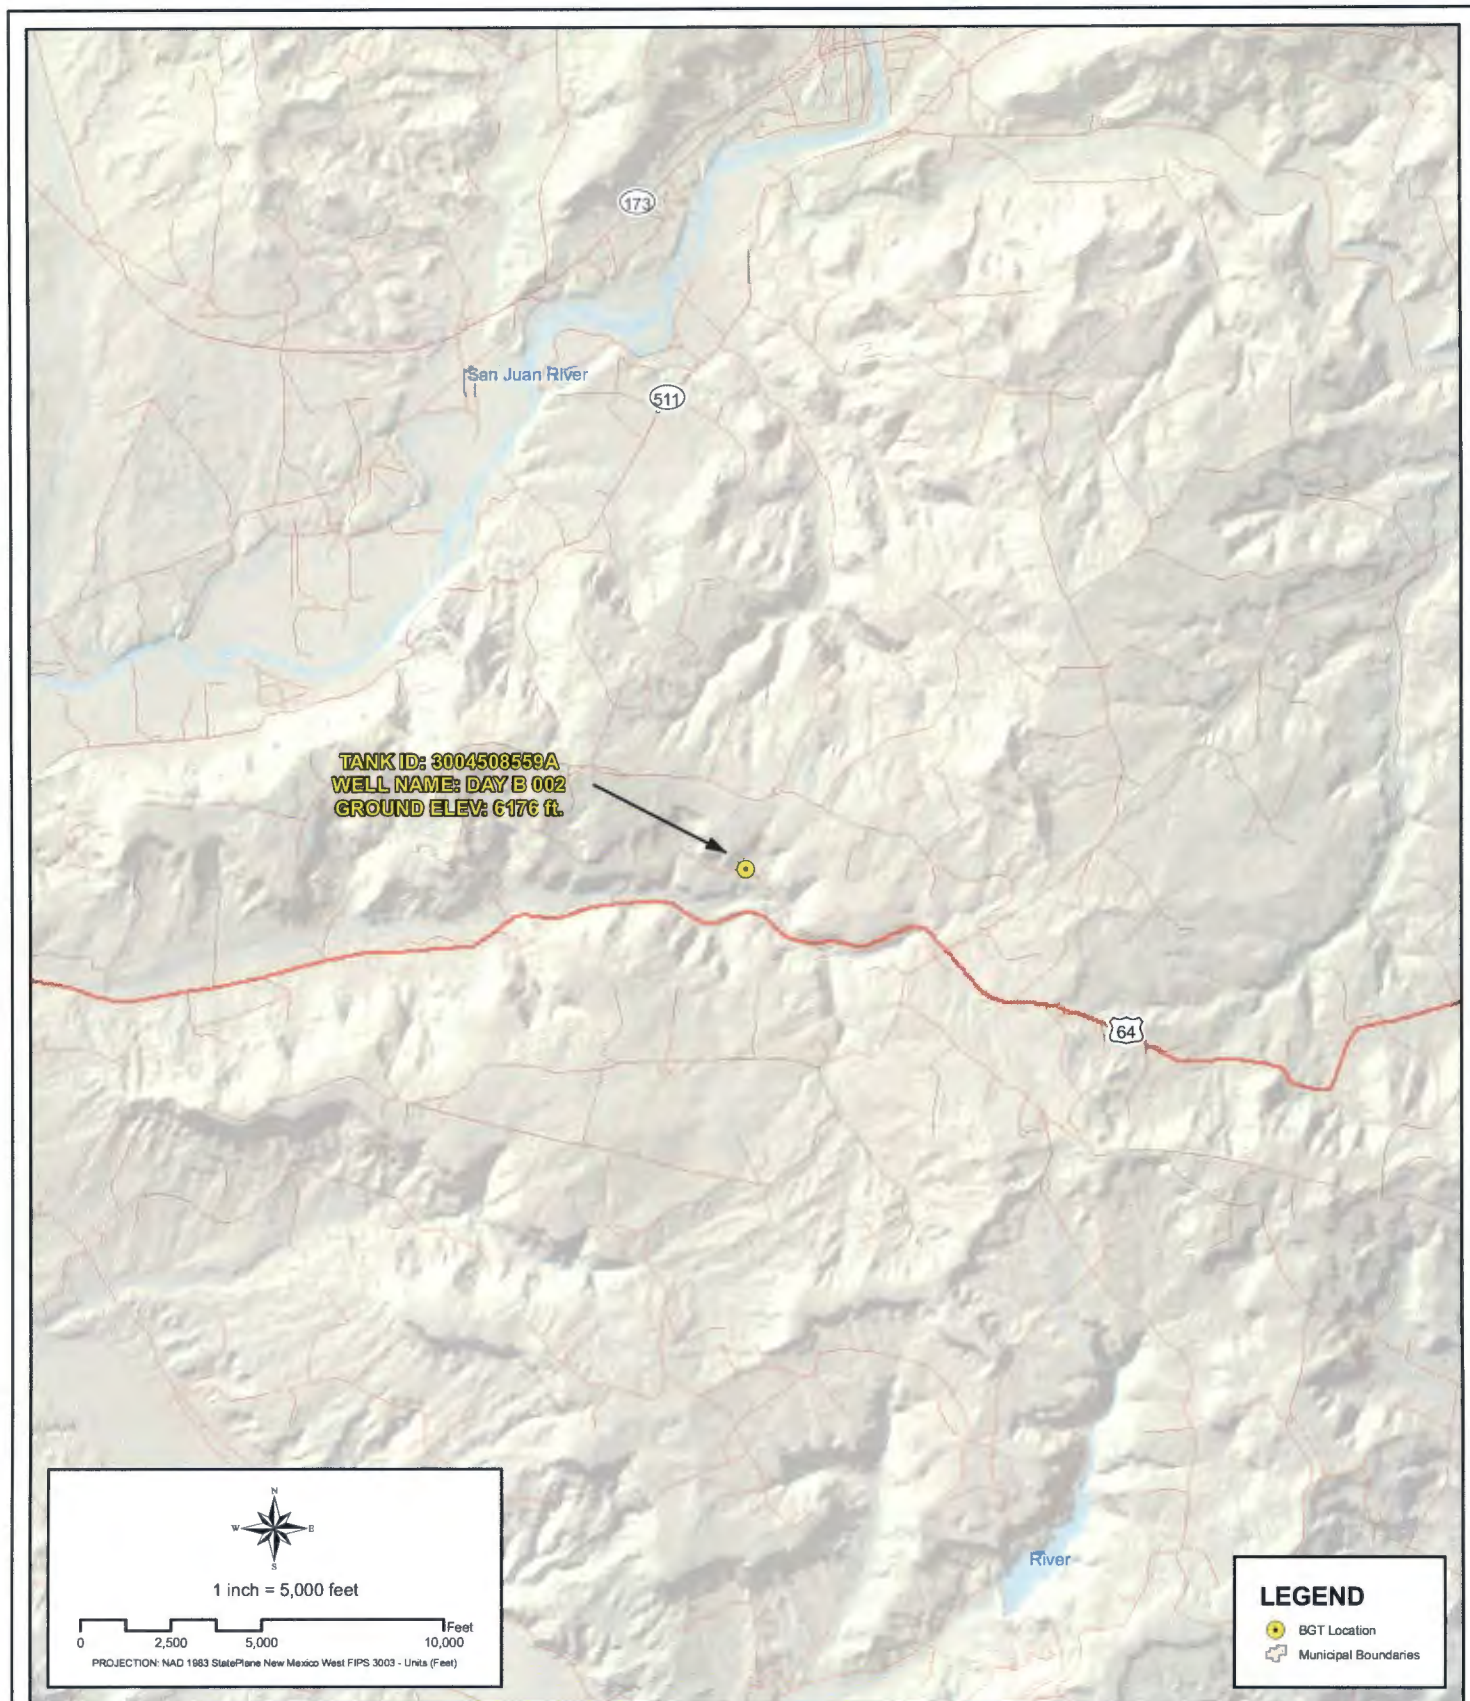 173
San Juan River
511
TANK ID: 3004508559A
WELL NAME: DAY B 002
GROUND ELEV: 6176 ft.
64
River
N
W E
S
1 inch = 5,000 feet
Feet
0 2,500 5,000 10,000
PROJECTION: NAD 1983 StatePlane New Mexico West FIPS 3003 - Units (Feet)
LEGEND
BGT Location
Municipal Boundaries